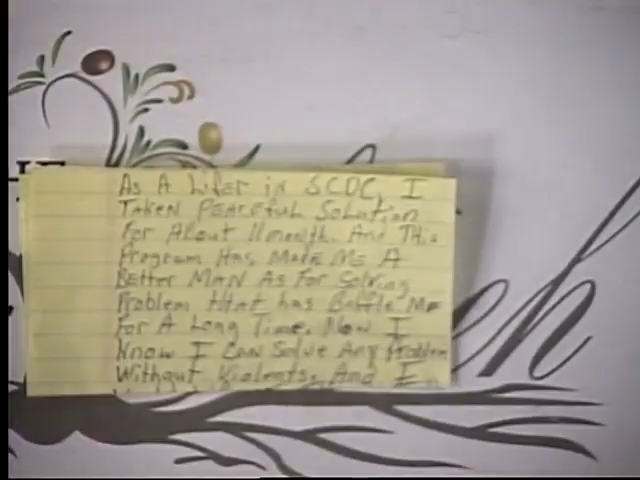 As A Lifer in SCDC, I
TAKEN PEACEFUL Solution
For About 11 month. And This
Program Has Made Me A
Better MAN As For Solving
Problem that has Baffle Me
For A Long Time. Now I
Know I CAN Solve Any Problem
Without Violents, And I